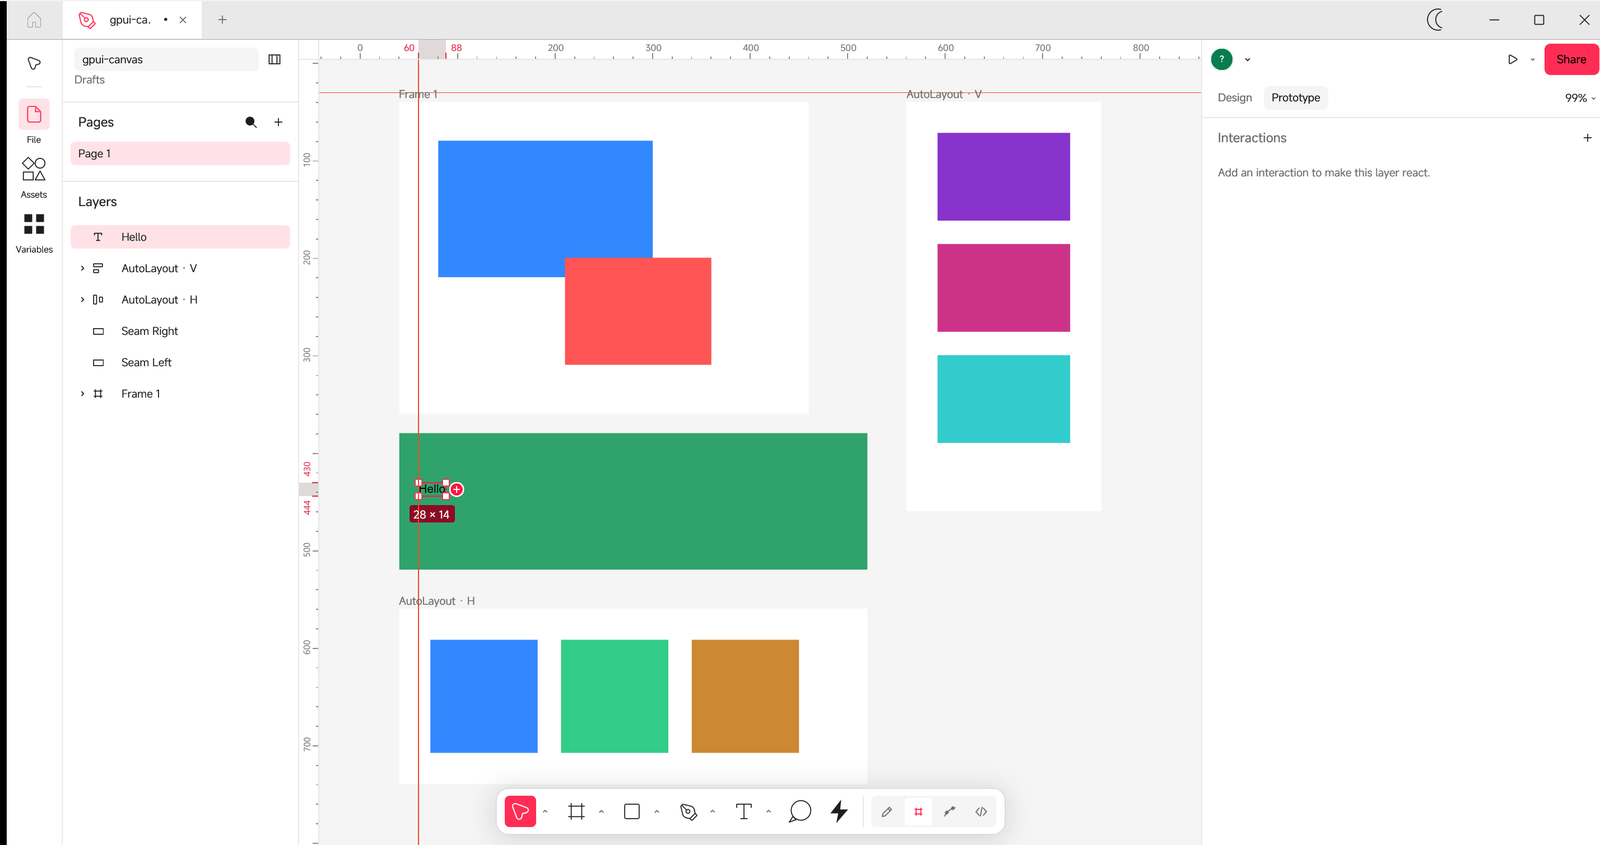 gpui-ca.
gpui-canvas
Drafts
File
Assets
Variables
Pages
Page 1
Layers
Hello
AutoLayout · V
AutoLayout · H
Seam Right
Seam Left
Frame 1
0 60 88 200 300 400 500 600 700 800
100
200
300
430
444
500
600
700
Frame 1
AutoLayout · V
Hello
28 × 14
AutoLayout · H
?
Share
Design Prototype 99%
Interactions
Add an interaction to make this layer react.